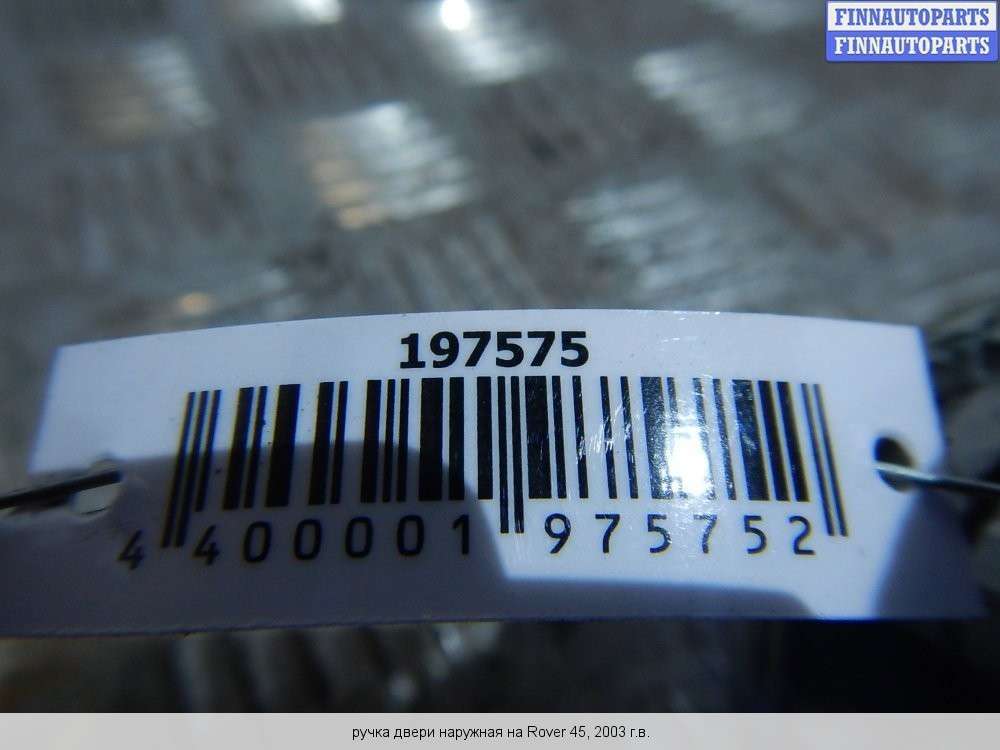 FINNAUTOPARTS
FINNAUTOPARTS
197575
4 400001 975752
ручка двери наружная на Rover 45, 2003 г.в.